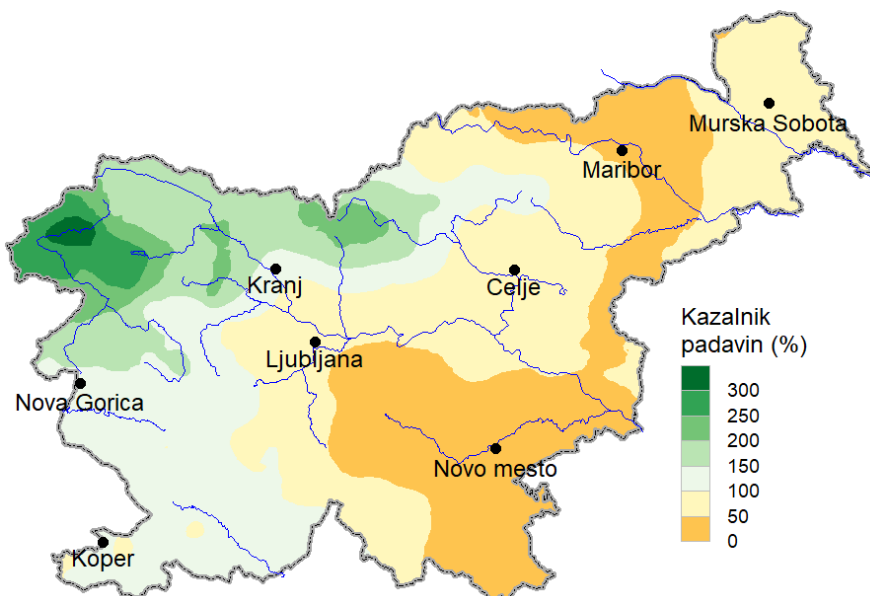 Murska Sobota
Maribor
Kranj
Celje
Ljubljana
Nova Gorica
Novo mesto
Koper
Kazalnik
padavin (%)
300
250
200
150
100
50
0